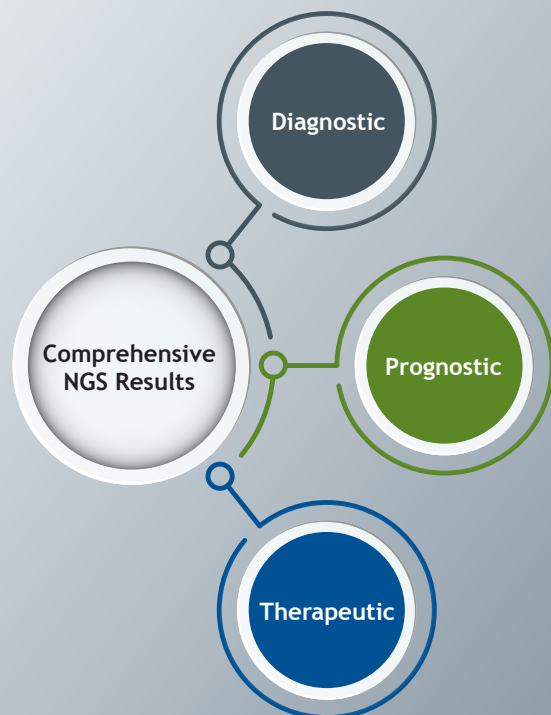 Diagnostic
Comprehensive
NGS Results
Prognostic
Therapeutic